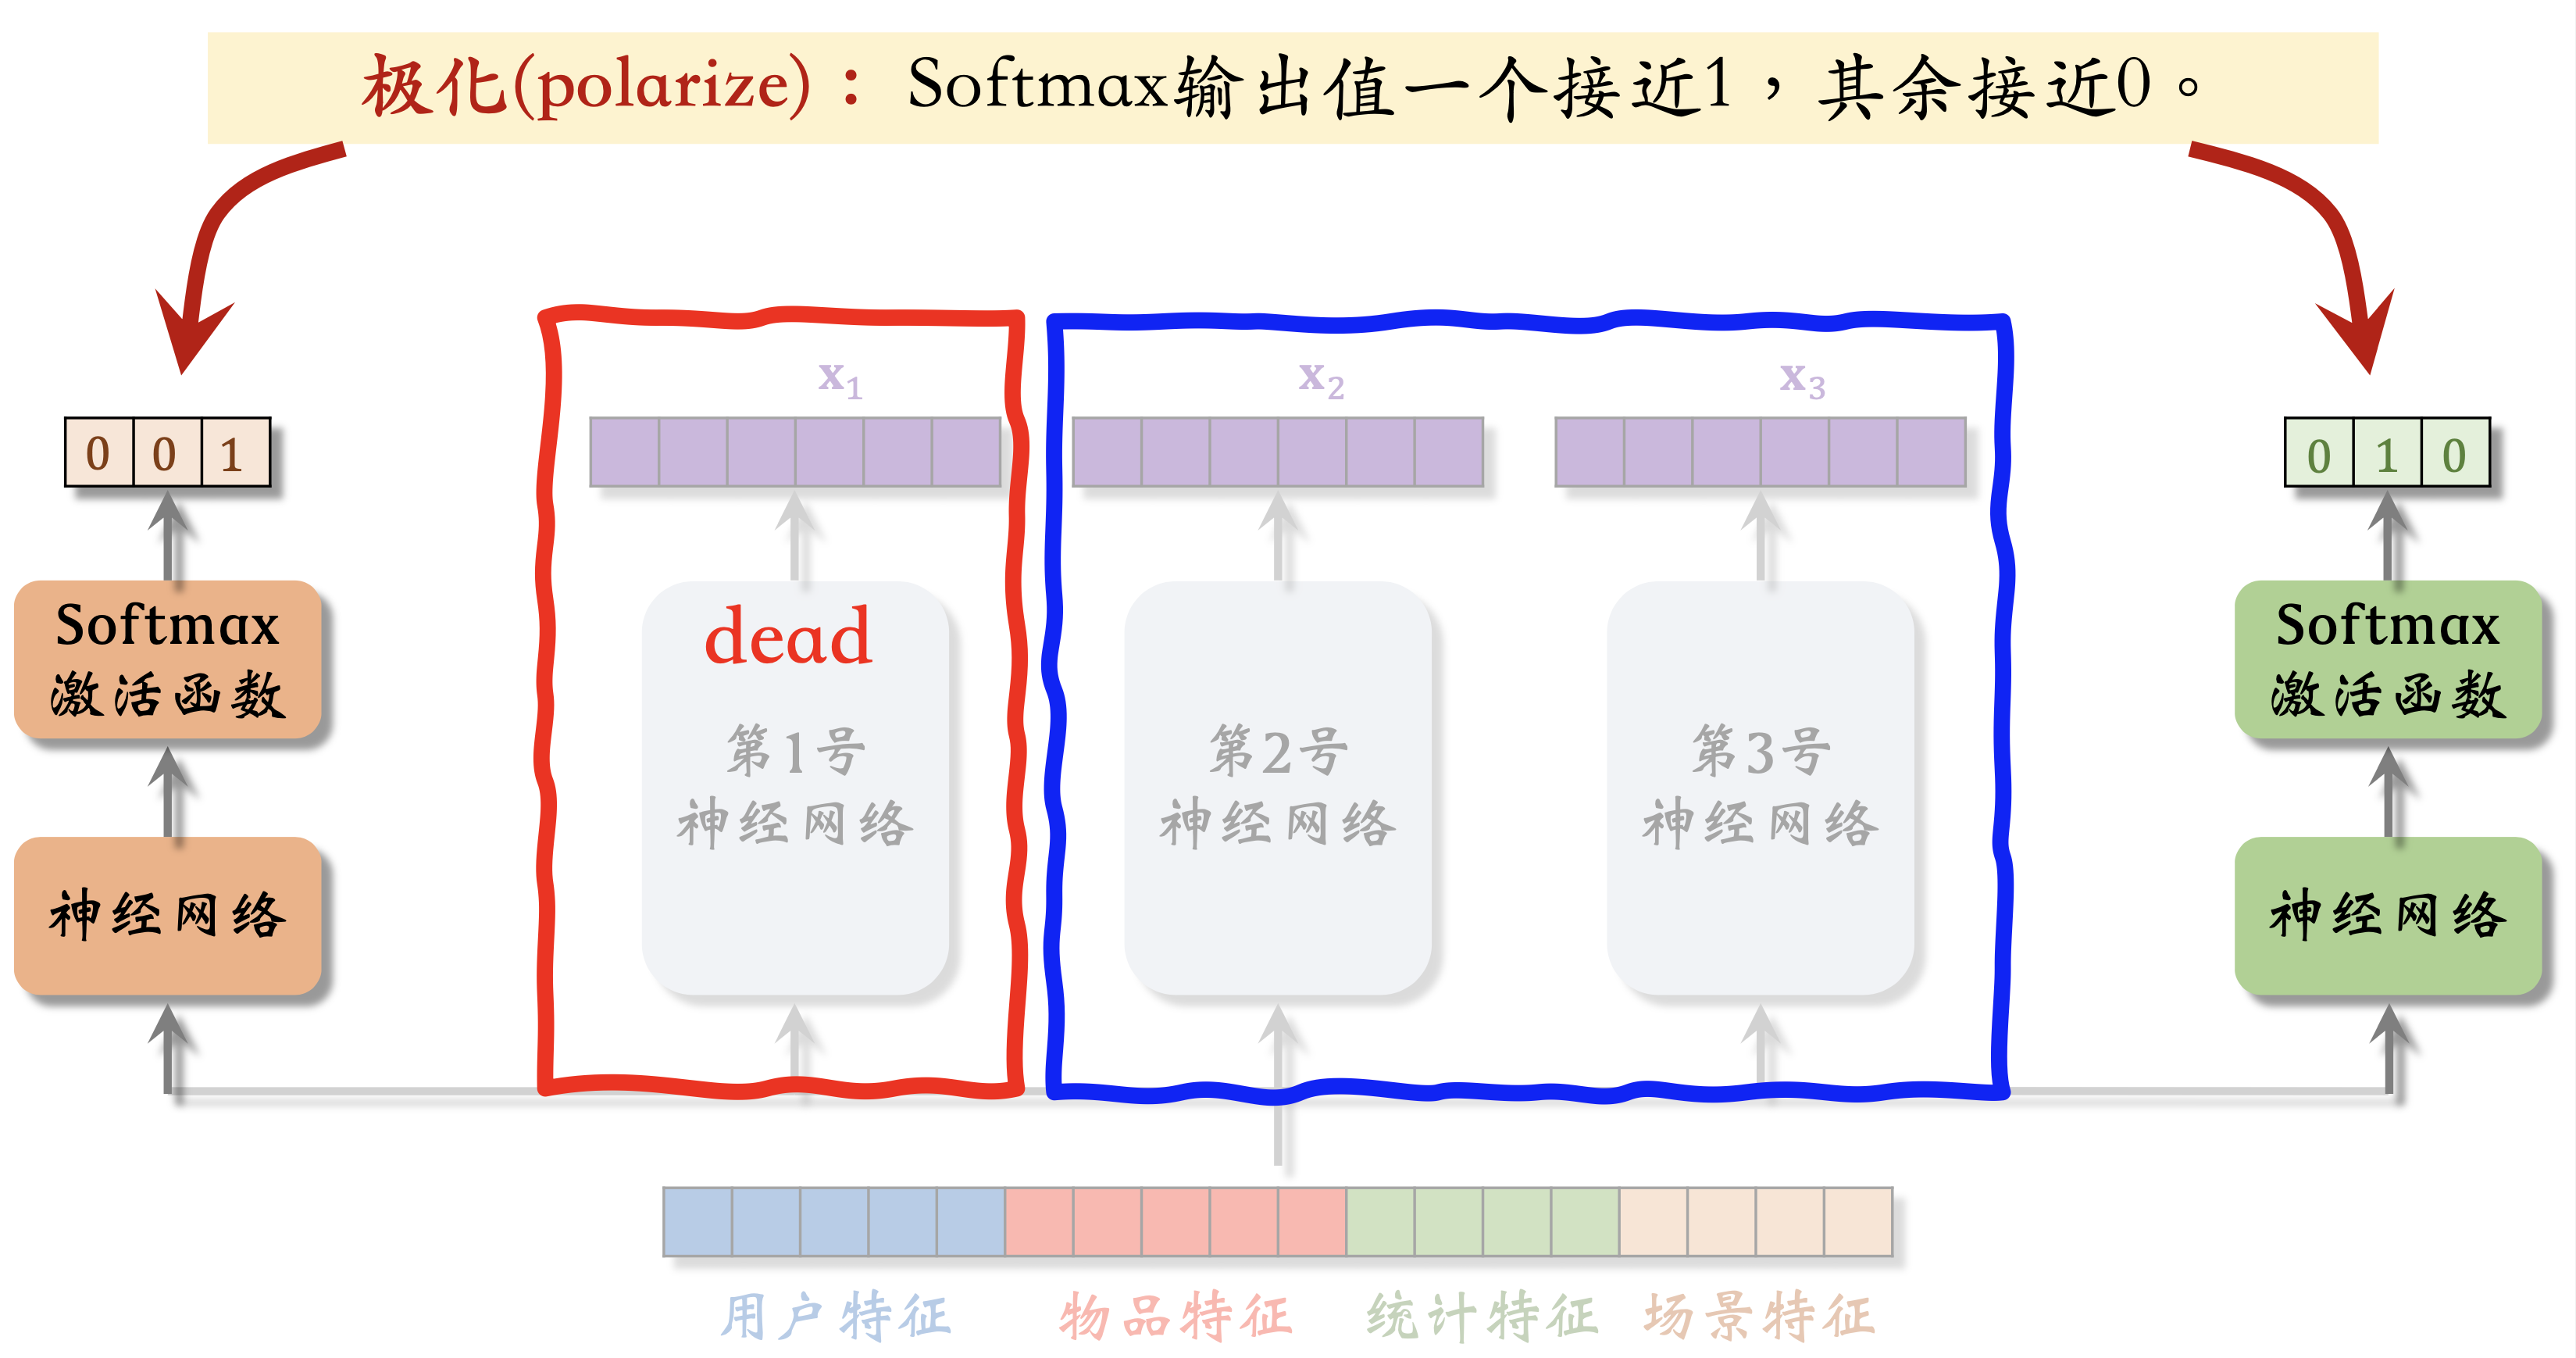 极化(polarize)：Softmax输出值一个接近1，其余接近0。
x1
x2
x3
0 0 1
0 1 0
Softmax
激活函数
dead
第1号
神经网络
第2号
神经网络
第3号
神经网络
Softmax
激活函数
神经网络
神经网络
用户特征
物品特征
统计特征
场景特征